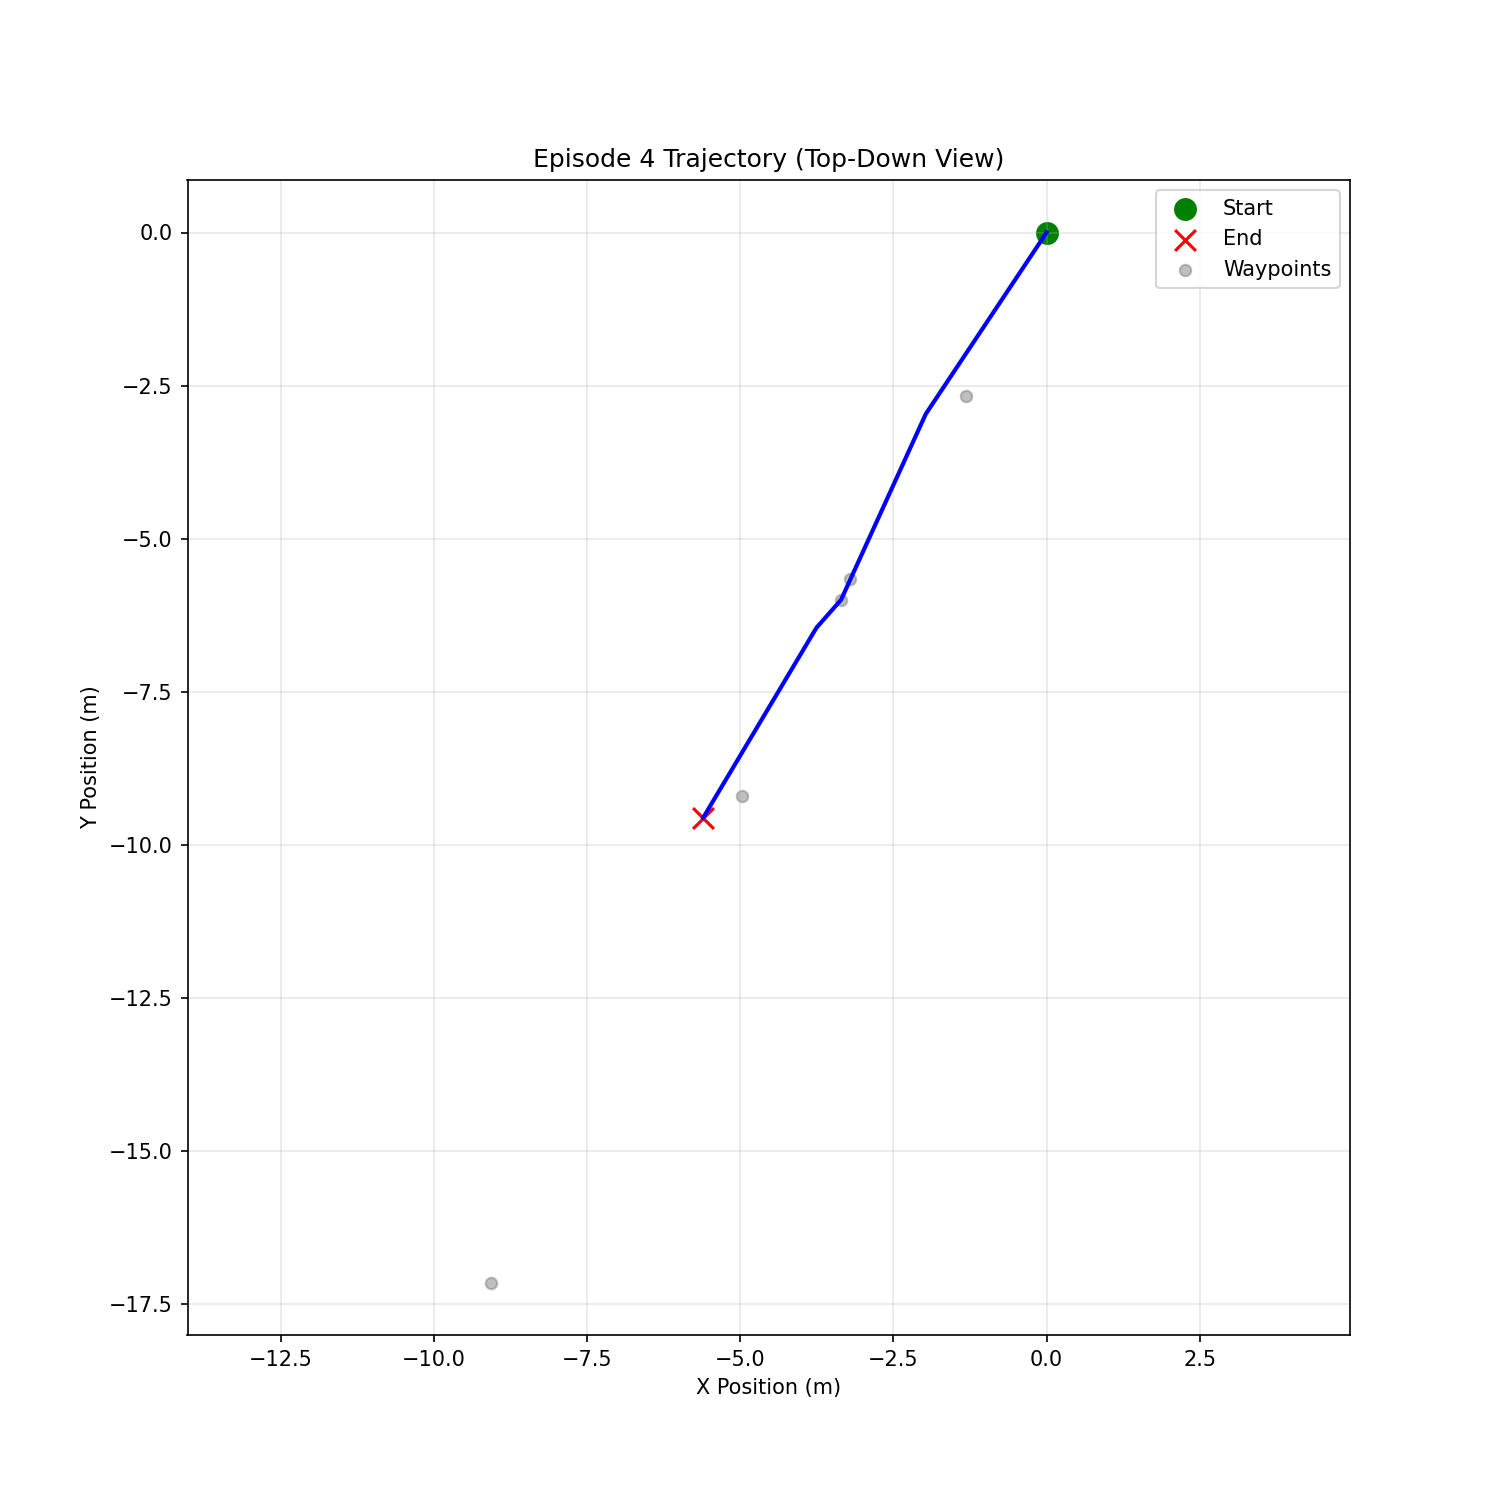 Episode 4 Trajectory (Top-Down View)
Start
End
Waypoints
0.0
−2.5
−5.0
−7.5
−10.0
−12.5
−15.0
−17.5
Y Position (m)
−12.5 −10.0 −7.5 −5.0 −2.5 0.0 2.5
X Position (m)